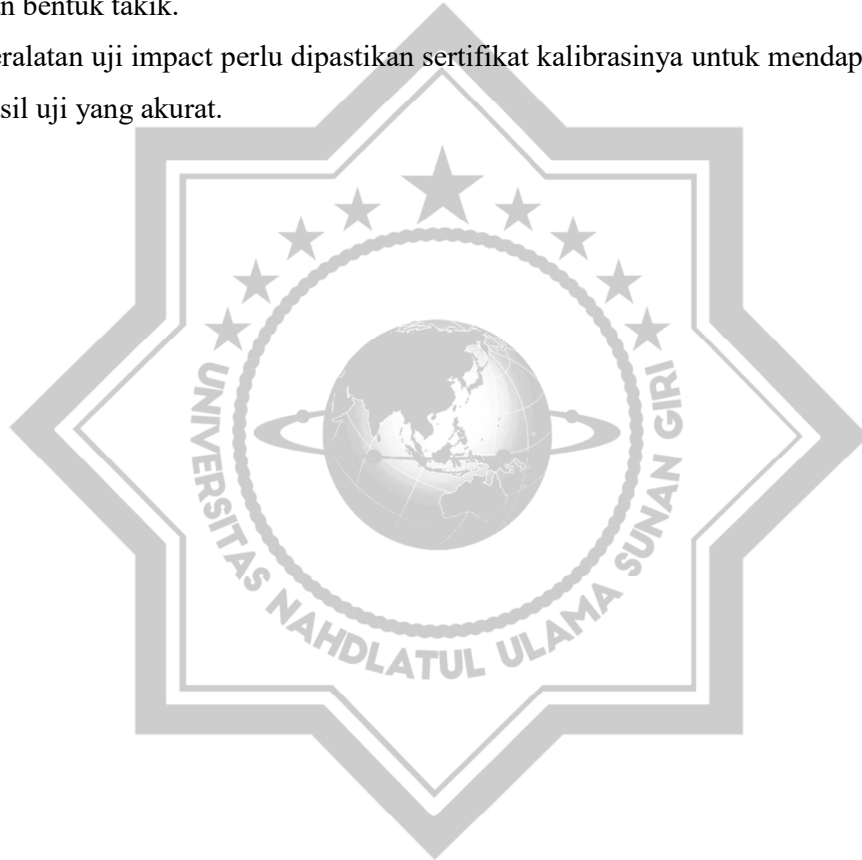 n bentuk takik.
eralatan uji impact perlu dipastikan sertifikat kalibrasinya untuk mendap
sil uji yang akurat.
UNIVERSITAS NAHDLATUL ULAMA SUNAN GIRI